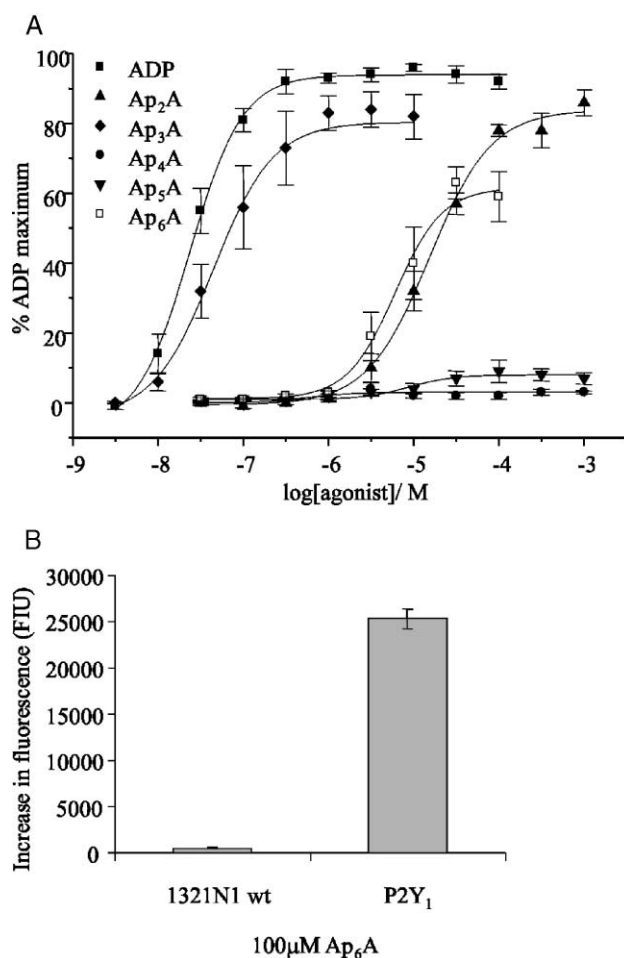 A
100
80
60
40
20
0
% ADP maximum
ADP
Ap₂A
Ap₃A
Ap₄A
Ap₅A
Ap₆A
-9 -8 -7 -6 -5 -4 -3
log[agonist]/ M
B
30000
25000
20000
15000
10000
5000
0
Increase in fluorescence (FIU)
1321N1 wt P2Y₁
100µM Ap₆A